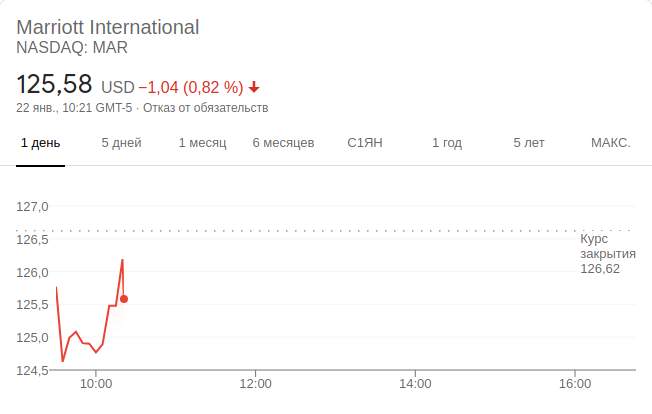 Marriott International
NASDAQ: MAR
125,58 USD −1,04 (0,82 %)
22 янв., 10:21 GMT-5 · Отказ от обязательств
1 день 5 дней 1 месяц 6 месяцев С1ЯН 1 год 5 лет МАКС.
127,0
126,5
Курс
закрытия
126,62
126,0
125,5
125,0
124,5
10:00 12:00 14:00 16:00